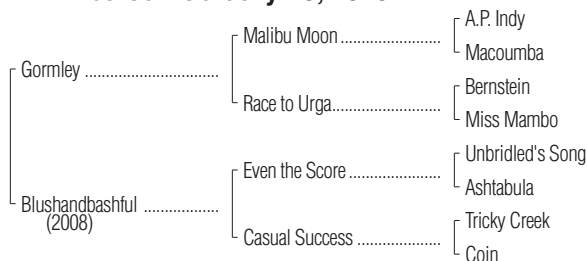 Gormley
Malibu Moon
A.P. Indy
Macoumba
Race to Urga
Bernstein
Miss Mambo
Blushandbashful
(2008)
Even the Score
Unbridled's Song
Ashtabula
Casual Success
Tricky Creek
Coin